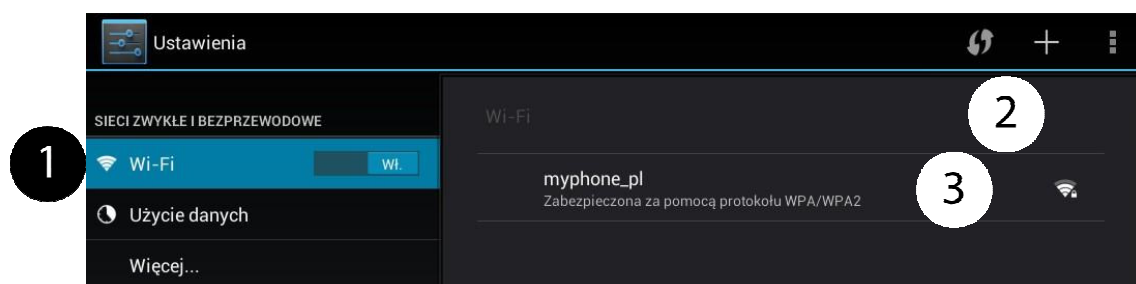 Ustawienia
SIECI ZWYKŁE I BEZPRZEWODOWE
Wi-Fi
2
1
Wi-Fi
Wł.
myphone_pl
3
Zabezpieczona za pomocą protokołu WPA/WPA2
Użycie danych
Więcej...